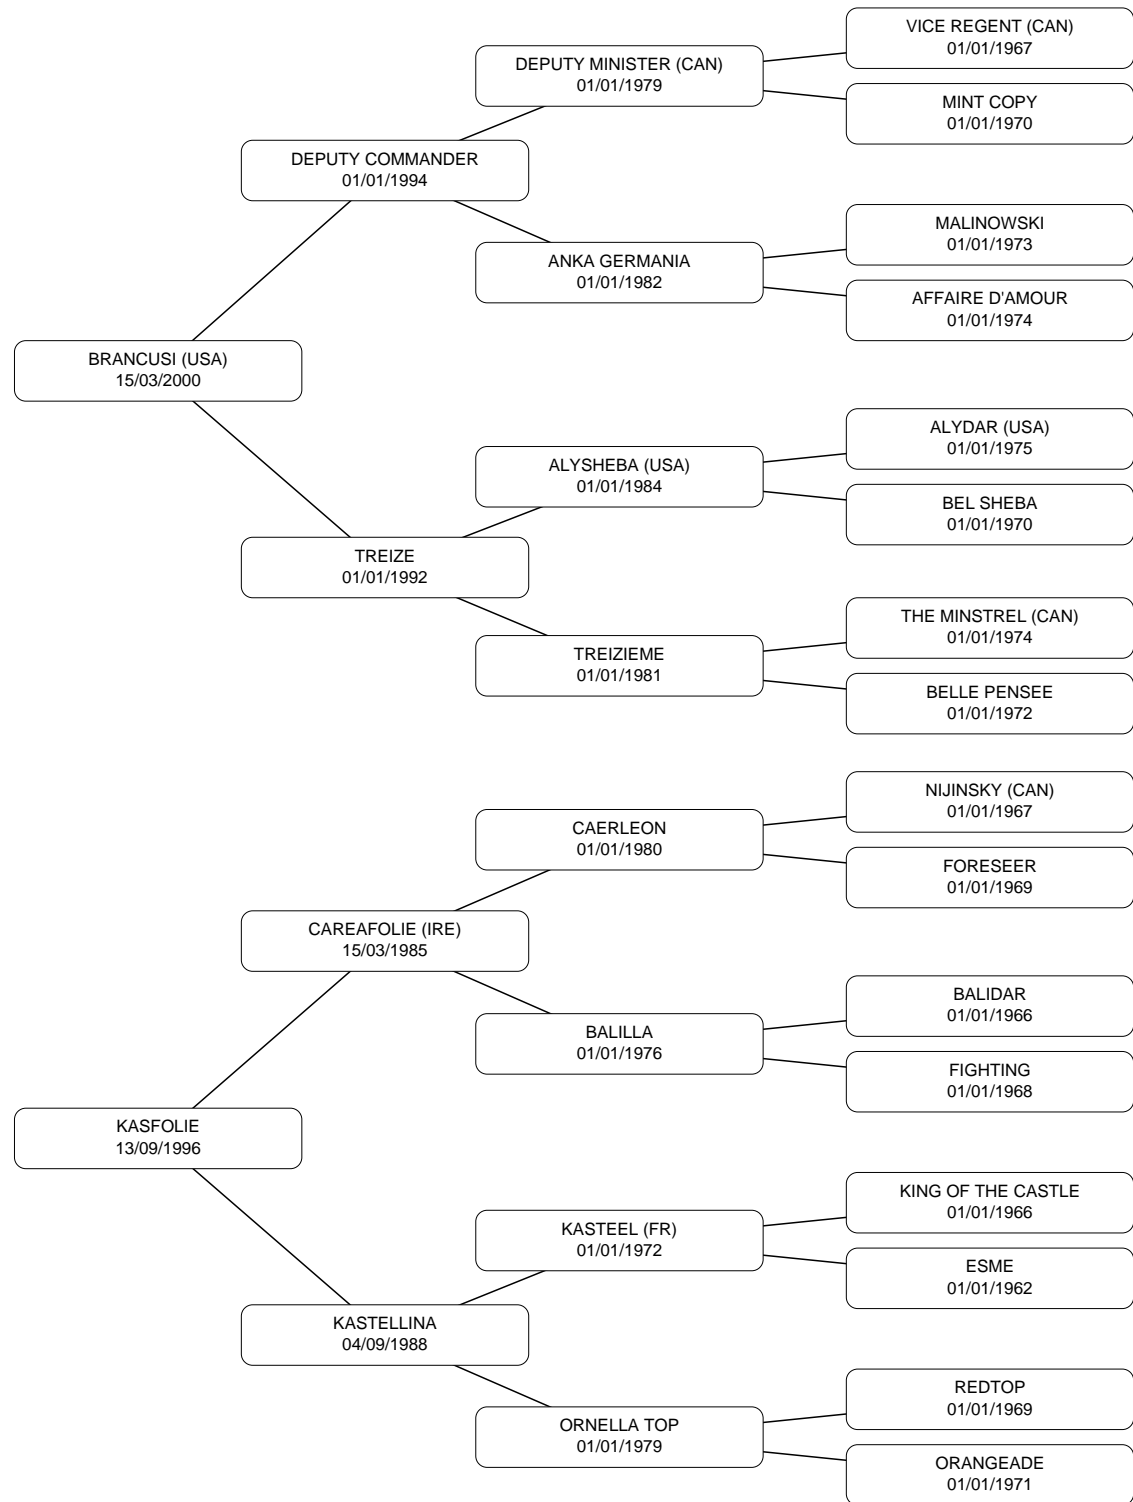 VICE REGENT (CAN)
01/01/1967
DEPUTY MINISTER (CAN)
01/01/1979
MINT COPY
01/01/1970
DEPUTY COMMANDER
01/01/1994
MALINOWSKI
01/01/1973
ANKA GERMANIA
01/01/1982
AFFAIRE D'AMOUR
01/01/1974
BRANCUSI (USA)
15/03/2000
ALYDAR (USA)
01/01/1975
ALYSHEBA (USA)
01/01/1984
BEL SHEBA
01/01/1970
TREIZE
01/01/1992
THE MINSTREL (CAN)
01/01/1974
TREIZIEME
01/01/1981
BELLE PENSEE
01/01/1972
NIJINSKY (CAN)
01/01/1967
CAERLEON
01/01/1980
FORESEER
01/01/1969
CAREAFOLIE (IRE)
15/03/1985
BALIDAR
01/01/1966
BALILLA
01/01/1976
FIGHTING
01/01/1968
KASFOLIE
13/09/1996
KING OF THE CASTLE
01/01/1966
KASTEEL (FR)
01/01/1972
ESME
01/01/1962
KASTELLINA
04/09/1988
REDTOP
01/01/1969
ORNELLA TOP
01/01/1979
ORANGEADE
01/01/1971